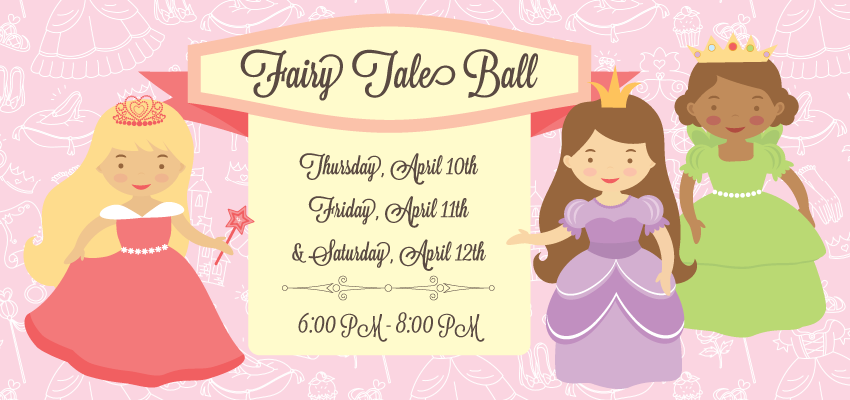 Fairy Tale Ball
Thursday, April 10th
Friday, April 11th
& Saturday, April 12th
6:00 PM - 8:00 PM